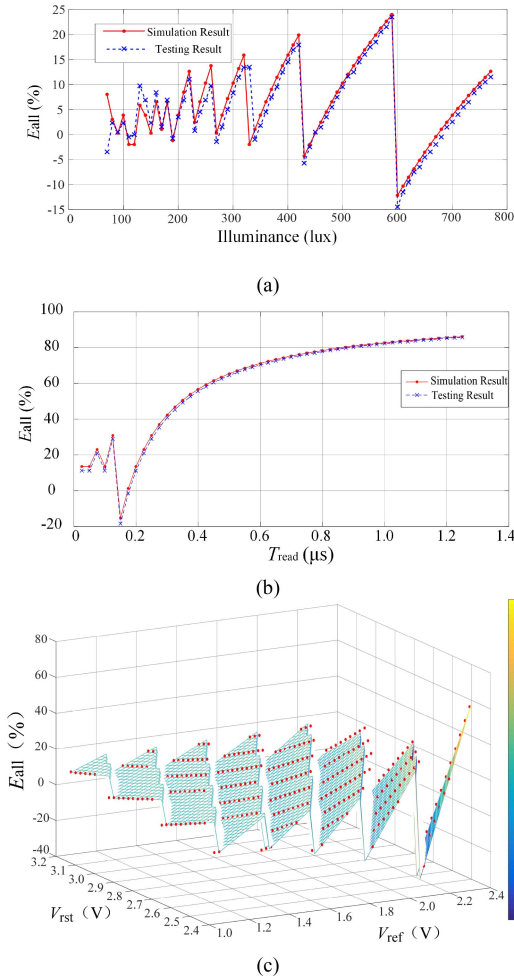 25
Simulation Result
20
Testing Result
15
10
Eall (%)
5
0
-5
-10
-15
0 100 200 300 400 500 600 700 800
Illuminance (lux)
(a)
100
80
60
Simulation Result
Testing Result
Eall (%)
40
20
0
-20
0 0.2 0.4 0.6 0.8 1.0 1.2 1.4
Tread (μs)
(b)
80
60
40
20
Eall (%)
0
-20
-40
3.2
3.1
3.0
2.9
2.8
2.7
2.6
2.5
2.4
Vrst (V)
1.0
1.2
1.4
1.6
1.8
2.0
2.2
2.4
Vref (V)
(c)